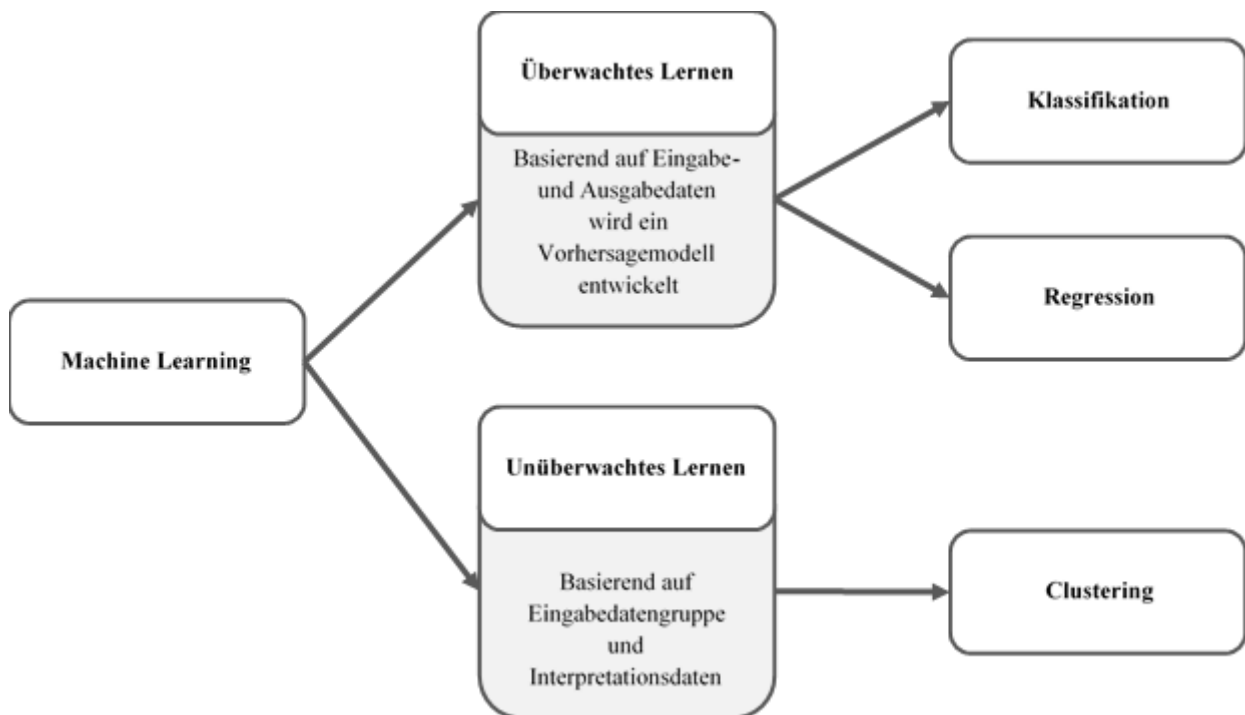 Machine Learning
Überwachtes Lernen
Basierend auf Eingabe-
und Ausgabedaten
wird ein
Vorhersagemodell
entwickelt
Klassifikation
Regression
Unüberwachtes Lernen
Basierend auf
Eingabedatengruppe
und
Interpretationsdaten
Clustering